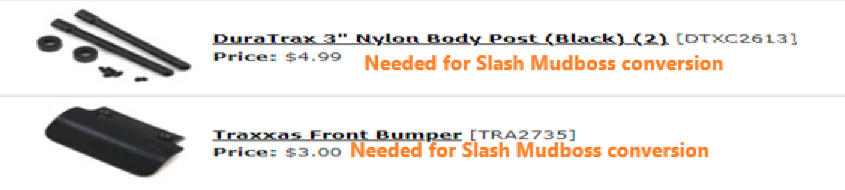 DuraTrax 3" Nylon Body Post (Black) (2) [DTXC2613]
Price: $4.99 Needed for Slash Mudboss conversion
Traxxas Front Bumper [TRA2735]
Price: $3.00 Needed for Slash Mudboss conversion